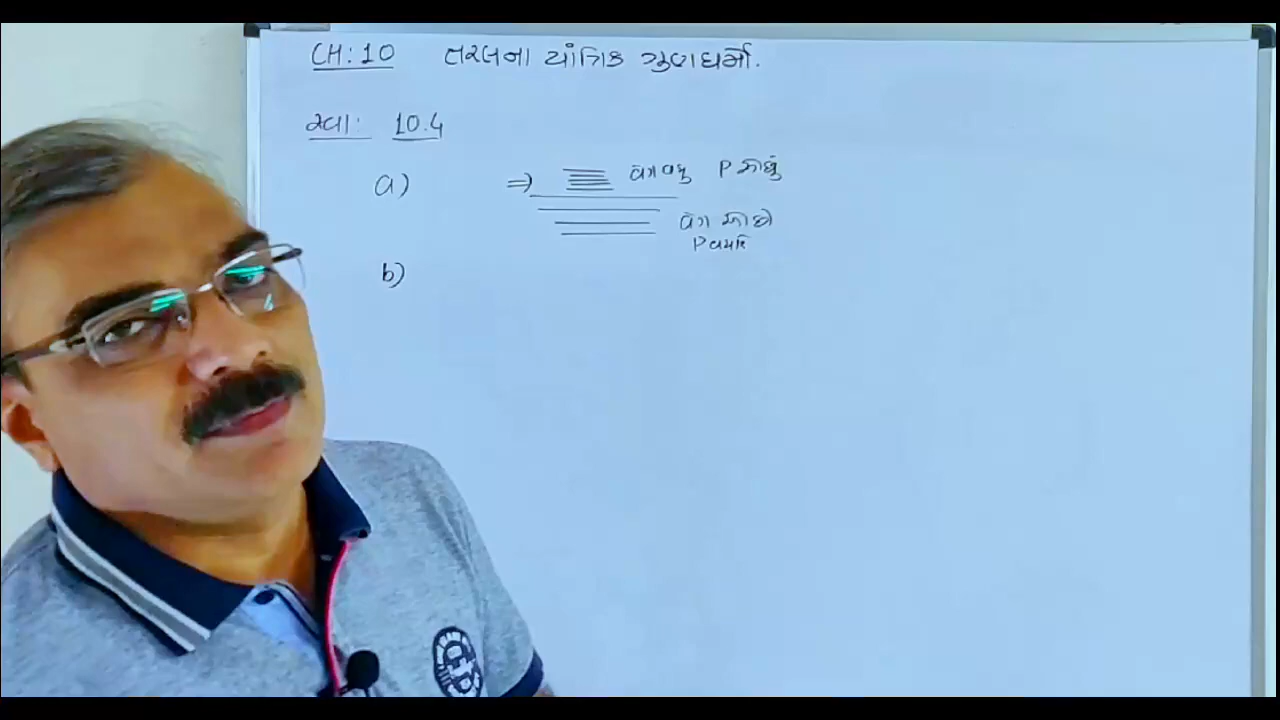 CH: 10 તરલના યાંત્રિક ગુણધર્મો.
સ્વા: 10.4
a) ⇒ વેગ વધુ P ઓછું
વેગ ઓછો
P વધારે
b)